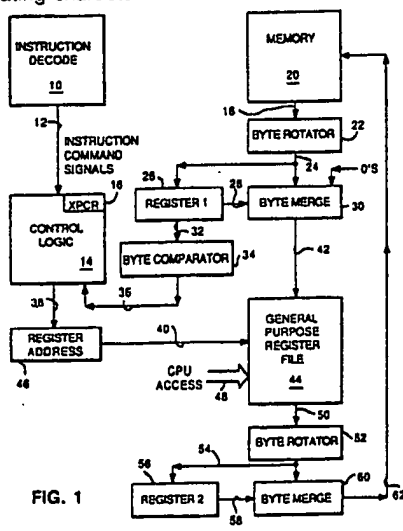 INSTRUCTION
DECODE
10
MEMORY
20
12
16
INSTRUCTION
COMMAND
SIGNALS
BYTE ROTATOR
22
24
O'S
XPCR
16
26
REGISTER 1
28
BYTE MERGE
30
CONTROL
LOGIC
14
32
BYTE COMPARATOR
34
42
36
38
REGISTER
ADDRESS
46
40
GENERAL
PURPOSE
REGISTER
FILE
44
CPU
ACCESS
48
50
BYTE ROTATOR
52
54
56
REGISTER 2
58
BYTE MERGE
60
62
FIG. 1